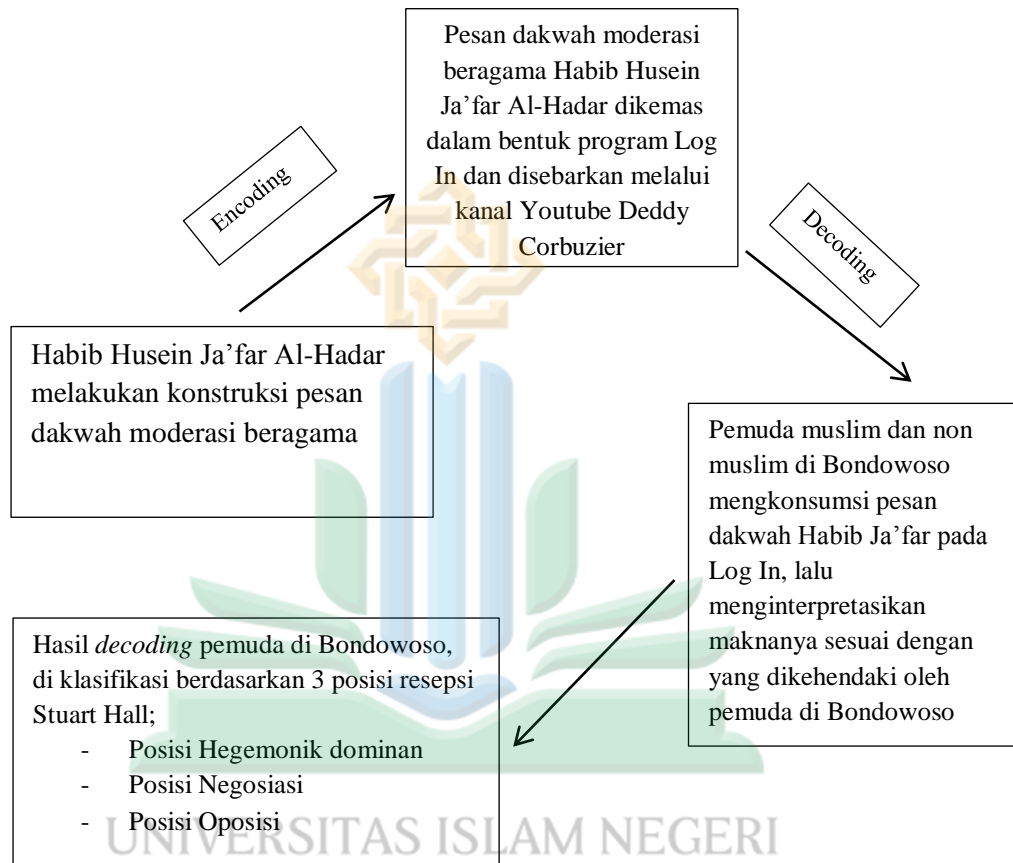 Pesan dakwah moderasi
beragama Habib Husein
Ja’far Al-Hadar dikemas
dalam bentuk program Log
In dan disebarkan melalui
kanal Youtube Deddy
Corbuzier
Encoding
Decoding
Habib Husein Ja’far Al-Hadar
melakukan konstruksi pesan
dakwah moderasi beragama
Pemuda muslim dan non
muslim di Bondowoso
mengkonsumsi pesan
dakwah Habib Ja’far pada
Log In, lalu
menginterpretasikan
maknanya sesuai dengan
yang dikehendaki oleh
pemuda di Bondowoso
Hasil decoding pemuda di Bondowoso,
di klasifikasi berdasarkan 3 posisi resepsi
Stuart Hall;
- Posisi Hegemonik dominan
- Posisi Negosiasi
- Posisi Oposisi
UNIVERSITAS ISLAM NEGERI